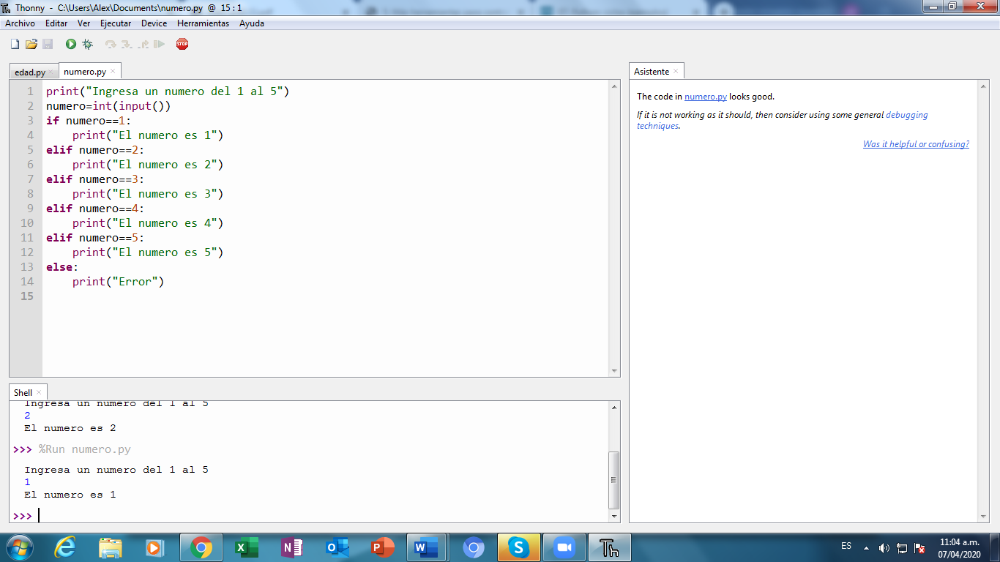 Thonny - C:\Users\Alex\Documents\numero.py @ 15 : 1
Archivo Editar Ver Ejecutar Device Herramientas Ayuda
STOP
edad.py
numero.py
1 print("Ingresa un numero del 1 al 5")
2 numero=int(input())
3 if numero==1:
4     print("El numero es 1")
5 elif numero==2:
6     print("El numero es 2")
7 elif numero==3:
8     print("El numero es 3")
9 elif numero==4:
10     print("El numero es 4")
11 elif numero==5:
12     print("El numero es 5")
13 else:
14     print("Error")
15
Shell
Ingresa un numero del 1 al 5
2
El numero es 2
>>> %Run numero.py
Ingresa un numero del 1 al 5
1
El numero es 1
>>>
Asistente
The code in numero.py looks good.
If it is not working as it should, then consider using some general debugging
techniques.
Was it helpful or confusing?
ES
11:04 a.m.
07/04/2020